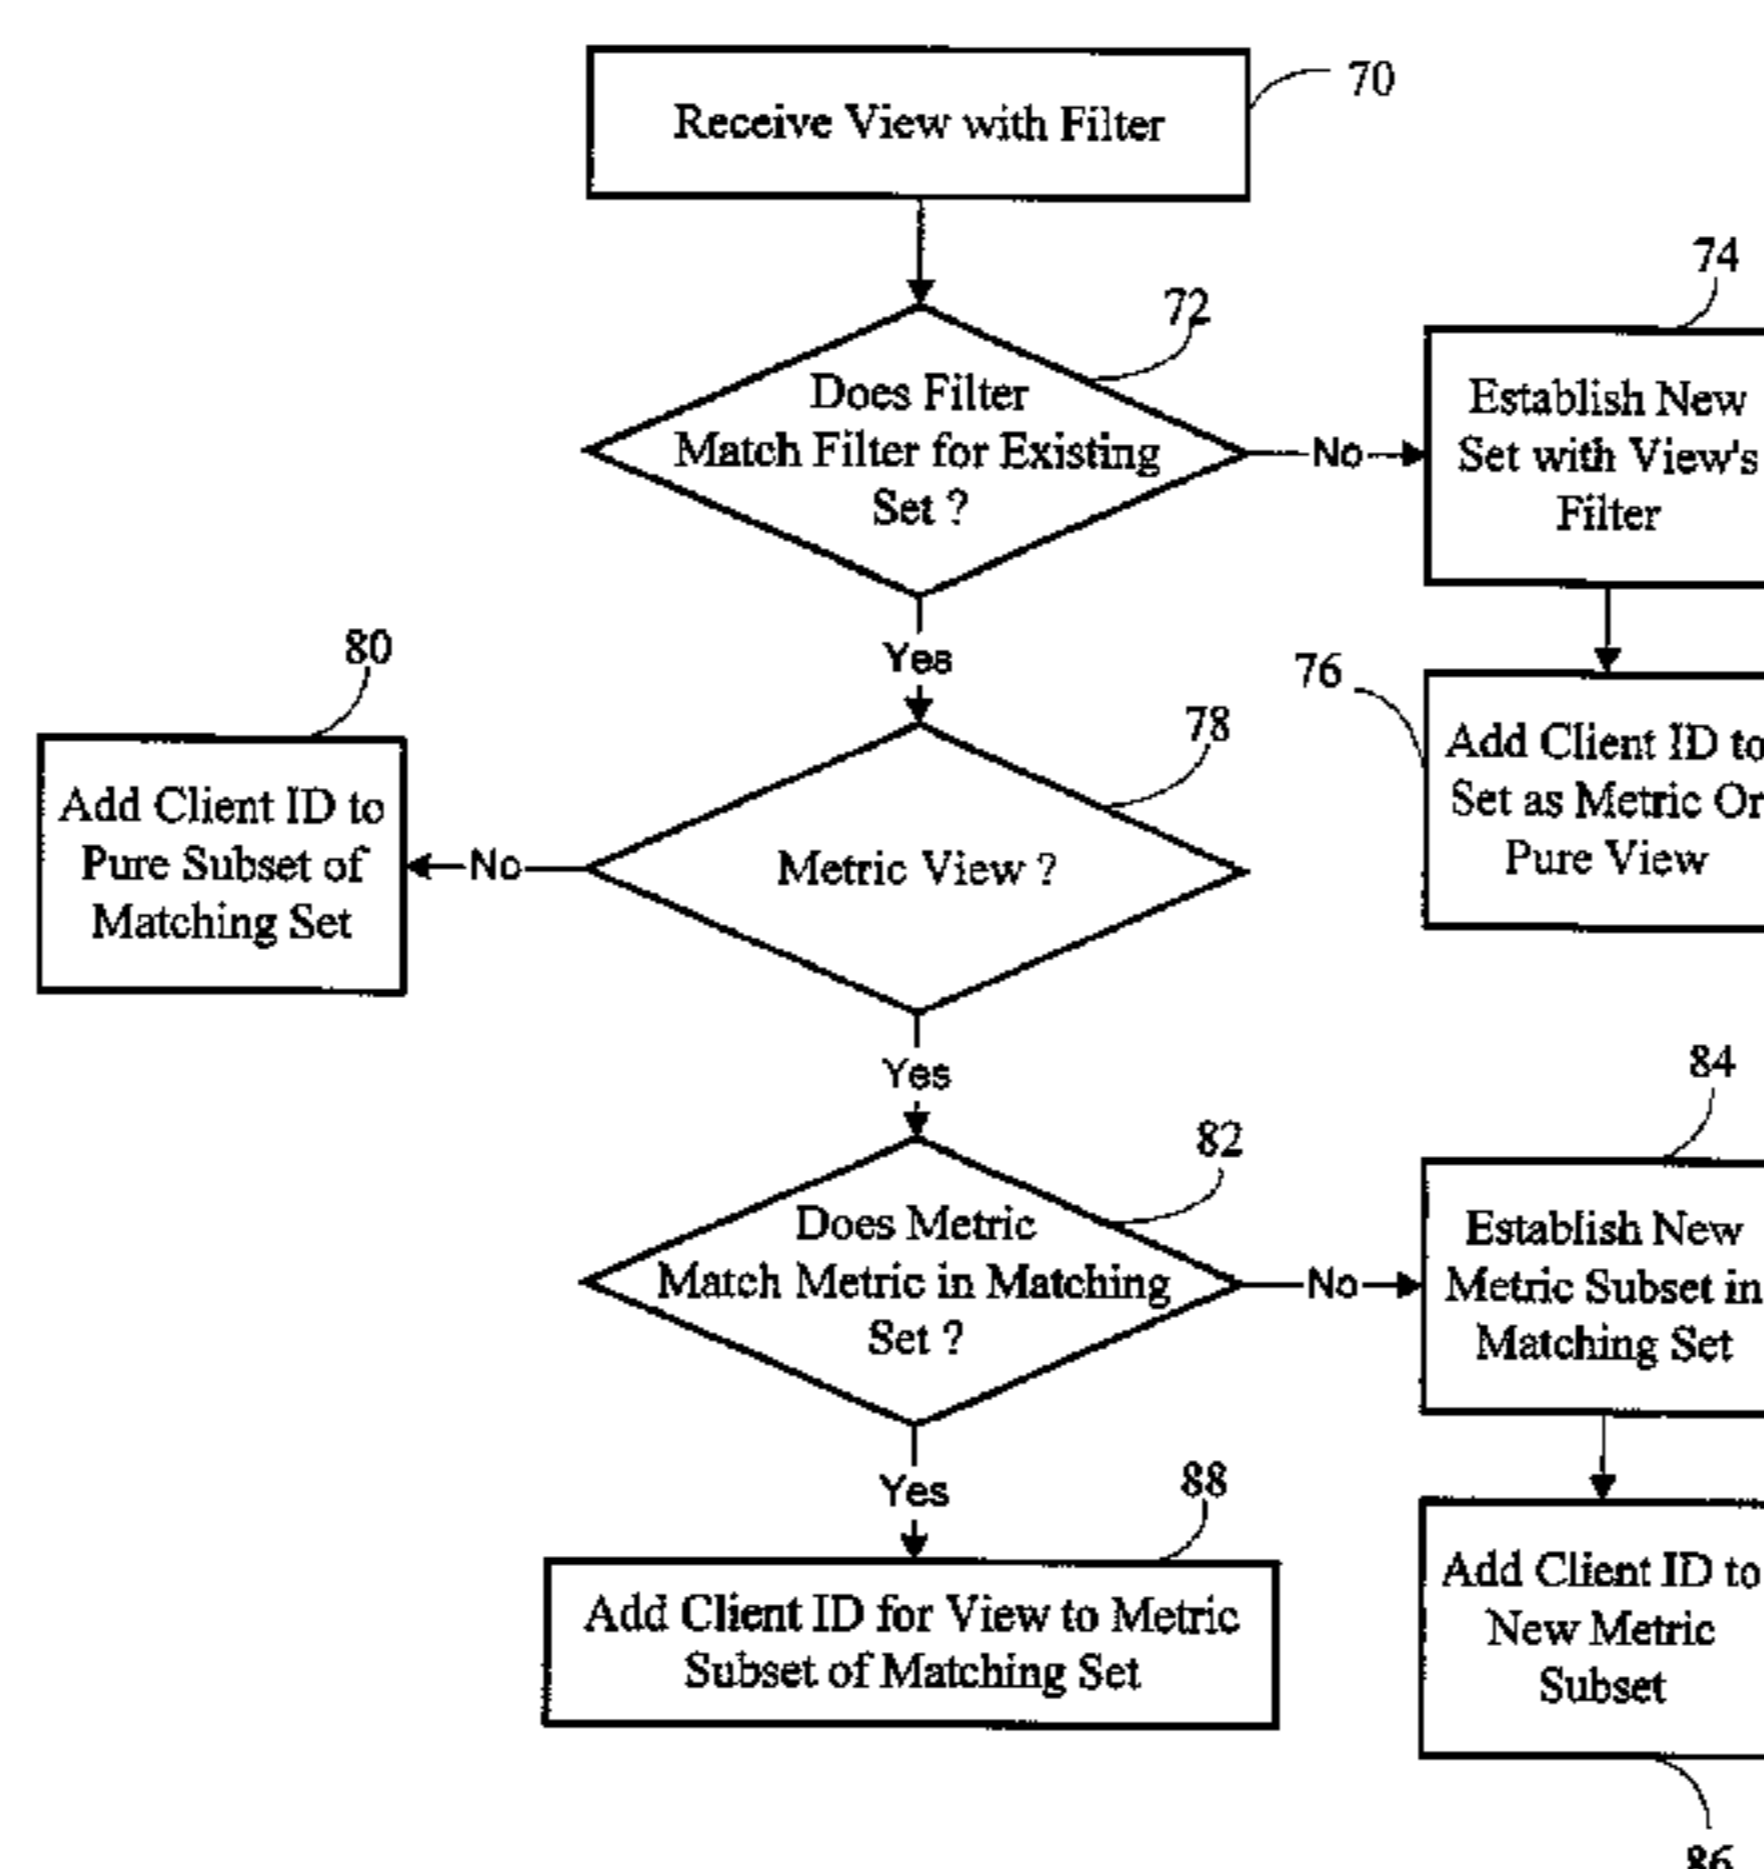 Receive View with Filter
70
72
Does Filter
Match Filter for Existing
Set ?
No
74
Establish New
Set with View's
Filter
Yes
76
Add Client ID to
Set as Metric Or
Pure View
78
Metric View ?
No
80
Add Client ID to
Pure Subset of
Matching Set
Yes
82
Does Metric
Match Metric in Matching
Set ?
No
84
Establish New
Metric Subset in
Matching Set
Yes
88
Add Client ID for View to Metric
Subset of Matching Set
Add Client ID to
New Metric
Subset
86